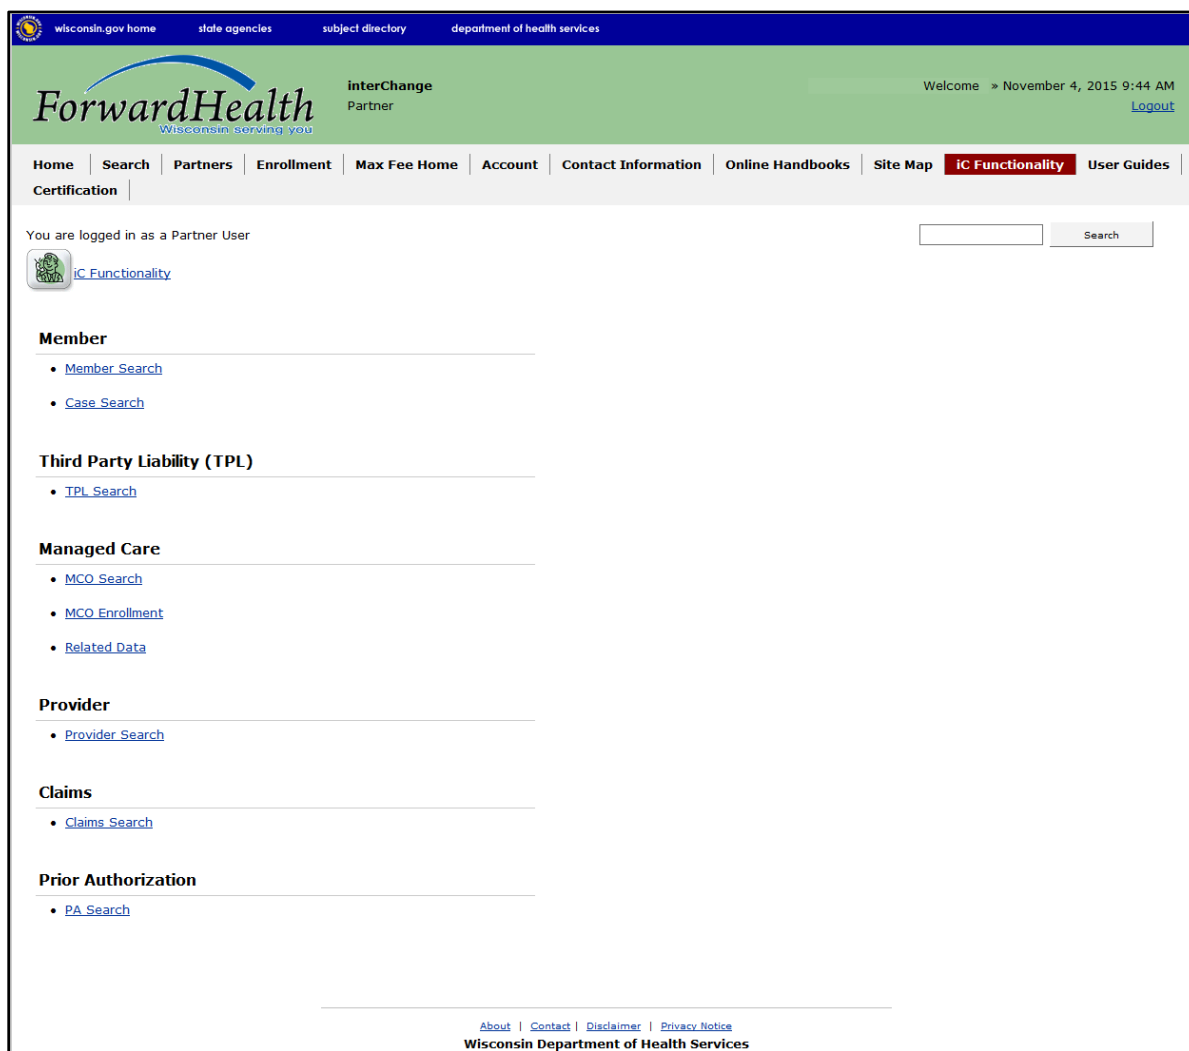 wisconsin.gov home state agencies subject directory department of health services
ForwardHealth
Wisconsin serving you
interChange
Partner
Welcome » November 4, 2015 9:44 AM
Logout
Home Search Partners Enrollment Max Fee Home Account Contact Information Online Handbooks Site Map iC Functionality User Guides
Certification
You are logged in as a Partner User
Search
iC Functionality
Member
• Member Search
• Case Search
Third Party Liability (TPL)
• TPL Search
Managed Care
• MCO Search
• MCO Enrollment
• Related Data
Provider
• Provider Search
Claims
• Claims Search
Prior Authorization
• PA Search
About | Contact | Disclaimer | Privacy Notice
Wisconsin Department of Health Services